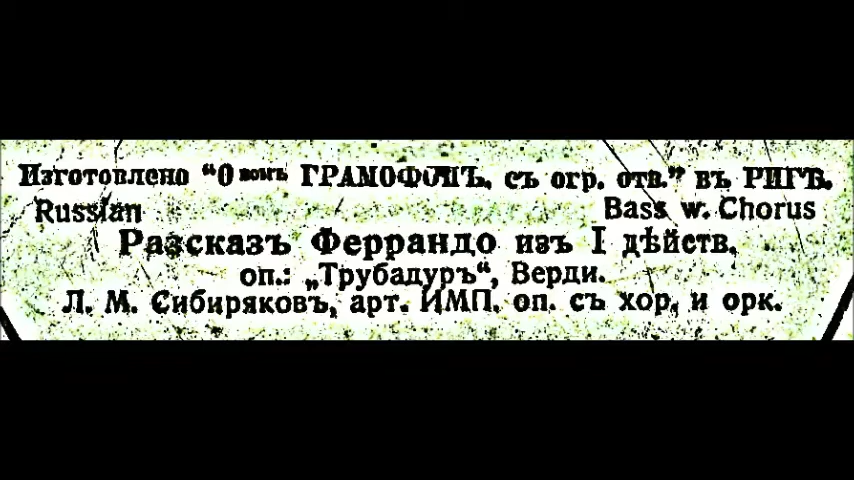 Изготовлено “О вомъ ГРАМОФОНЪ, съ огр. отв.” въ РИГѢ.
Russian Bass w. Chorus
Разсказъ Феррандо изъ I дѣйств.
оп.: „Трубадуръ“, Верди.
Л. М. Сибиряковъ, арт. ИМП. оп. съ хор. и орк.